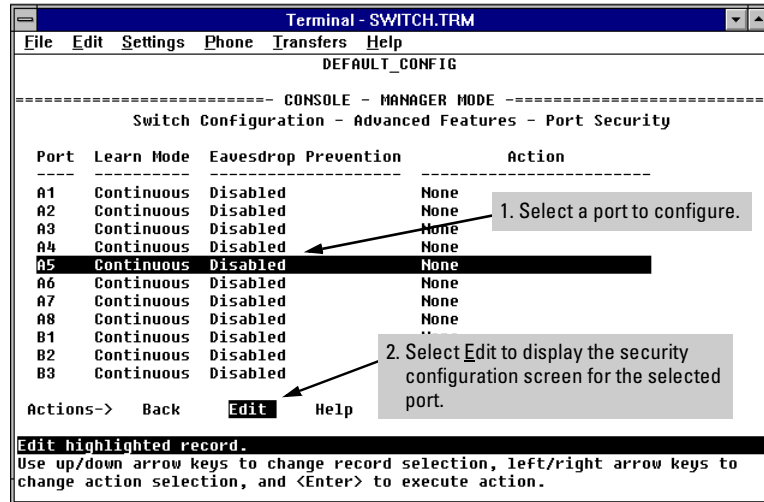 Terminal - SWITCH.TRM
File Edit Settings Phone Transfers Help
DEFAULT_CONFIG
==========================- CONSOLE - MANAGER MODE -==========================
Switch Configuration - Advanced Features - Port Security
Port Learn Mode Eavesdrop Prevention Action
---- ---------- -------------------- ------------------------
A1 Continuous Disabled None
A2 Continuous Disabled None
A3 Continuous Disabled None
1. Select a port to configure.
A4 Continuous Disabled None
A5 Continuous Disabled None
A6 Continuous Disabled None
A7 Continuous Disabled None
A8 Continuous Disabled None
B1 Continuous Disabled
B2 Continuous Disabled
B3 Continuous Disabled
2. Select Edit to display the security
configuration screen for the selected
port.
Actions-> Back Edit Help
Edit highlighted record.
Use up/down arrow keys to change record selection, left/right arrow keys to
change action selection, and <Enter> to execute action.